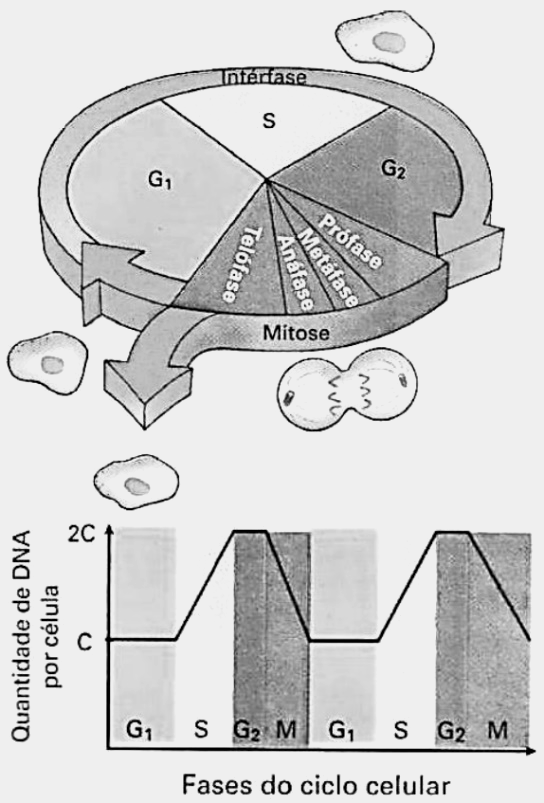 Intérfase
S
G₁
G₂
Prófase
Metáfase
Anáfase
Telófase
Mitose
Quantidade de DNA
por célula
2C
C
G₁ S G₂ M G₁ S G₂ M
Fases do ciclo celular